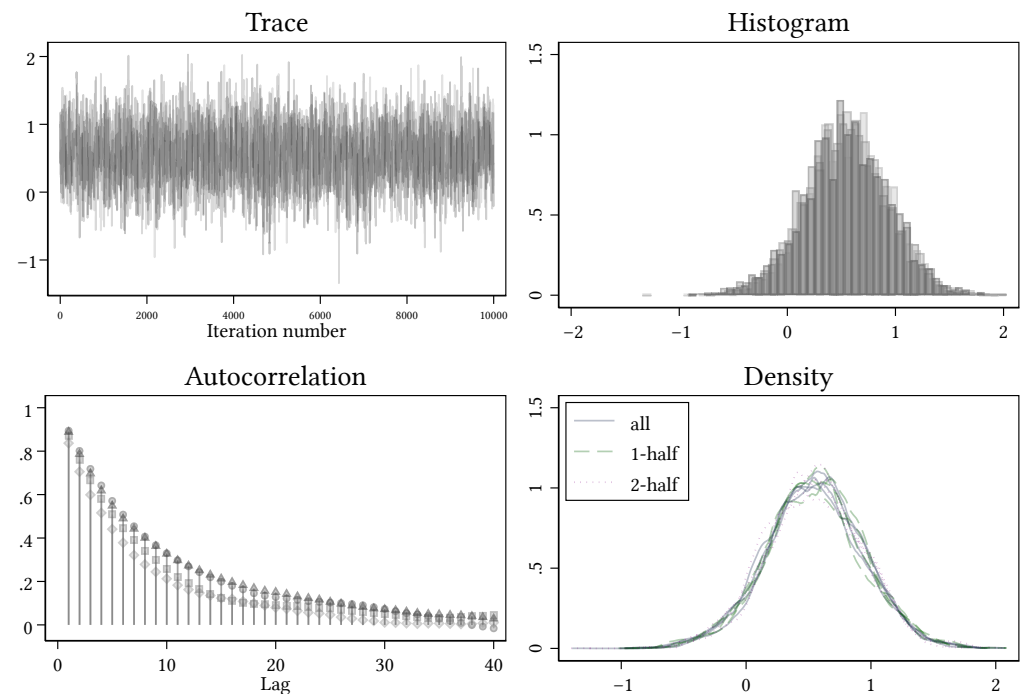 Trace
2
1
0
−1
0 2000 4000 6000 8000 10000
Iteration number
Histogram
1.5
1
.5
0
−2 −1 0 1 2
Autocorrelation
1
.8
.6
.4
.2
0
0 10 20 30 40
Lag
Density
1.5
1
.5
0
all
1-half
2-half
−1 0 1 2